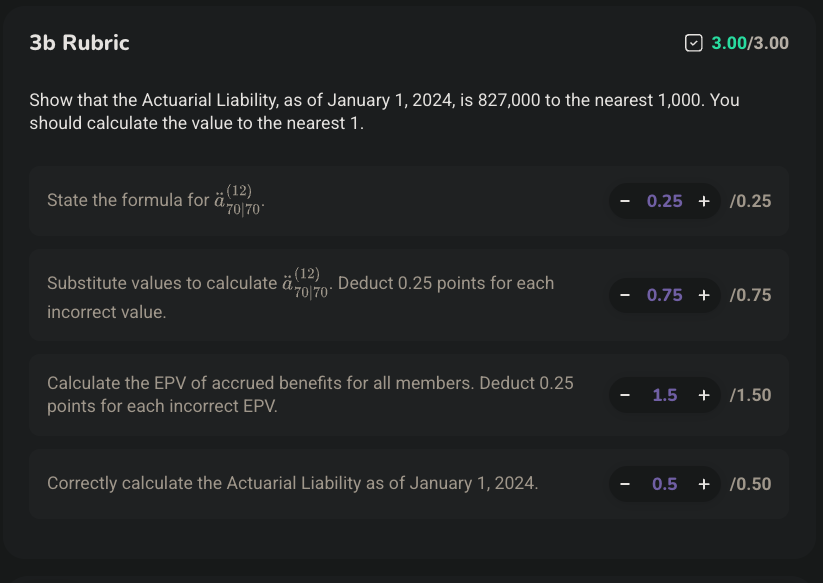 3b Rubric
3.00/3.00
Show that the Actuarial Liability, as of January 1, 2024, is 827,000 to the nearest 1,000. You
should calculate the value to the nearest 1.
State the formula for ä^{(12)}_{70|70}.
− 0.25 + /0.25
Substitute values to calculate ä^{(12)}_{70|70}. Deduct 0.25 points for each
incorrect value.
− 0.75 + /0.75
Calculate the EPV of accrued benefits for all members. Deduct 0.25
points for each incorrect EPV.
− 1.5 + /1.50
Correctly calculate the Actuarial Liability as of January 1, 2024.
− 0.5 + /0.50